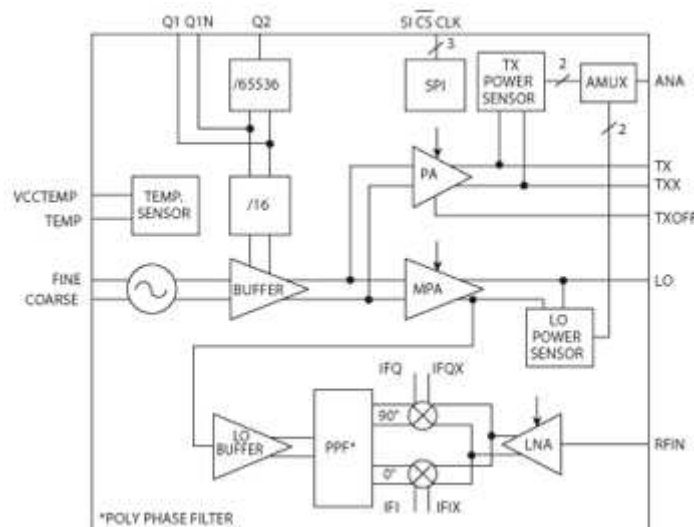 Q1 Q1N Q2 SI CS CLK
3
/65536
SPI
TX
POWER
SENSOR
2
AMUX
ANA
2
PA
TX
TXX
TXOFF
VCCTEMP
TEMP
TEMP.
SENSOR
/16
FINE
COARSE
BUFFER
MPA
LO
LO
POWER
SENSOR
IFQ IFQX
90°
LO
BUFFER
PPF*
0°
LNA
RFIN
IFI IFIX
*POLY PHASE FILTER